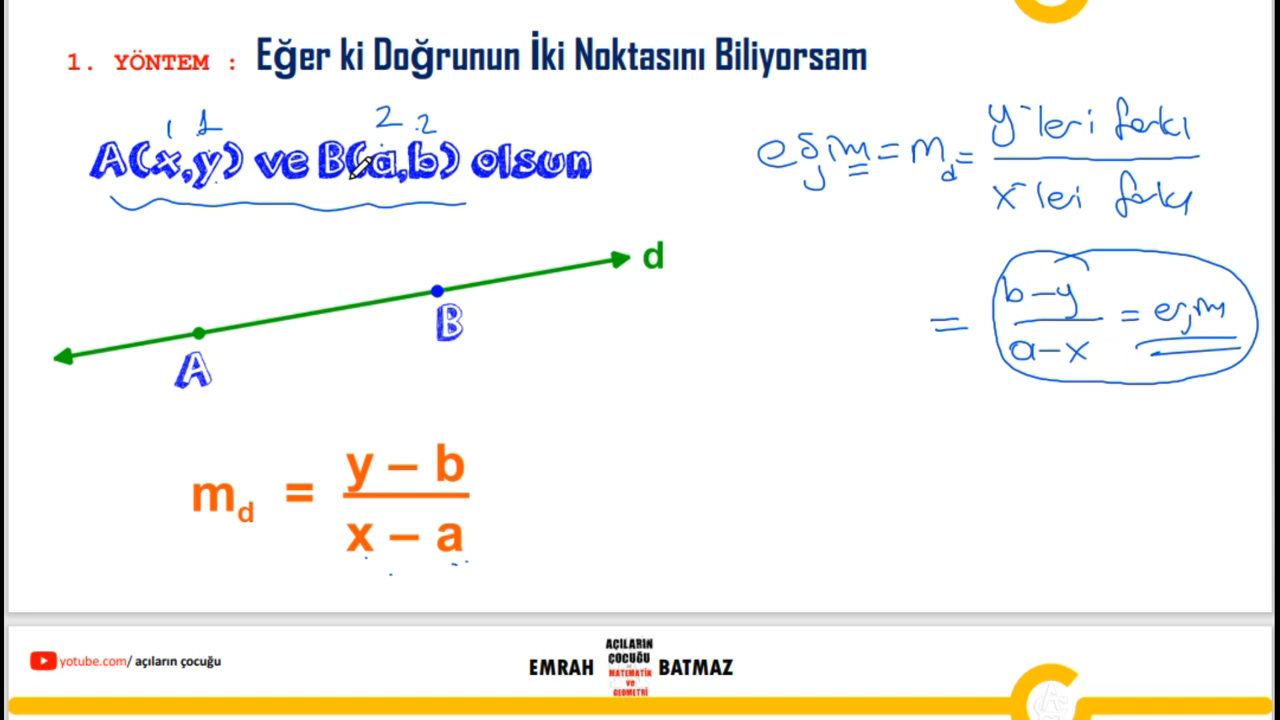 1. YÖNTEM : Eğer ki Doğrunun İki Noktasını Biliyorsam
1 1 2 2
A(x,y) ve B(a,b) olsun
eğim = m_d = y'leri farkı / x'leri farkı
= b-y / a-x = eğim
d
B
A
m_d = y – b / x – a
yotube.com/ açıların çocuğu
EMRAH
AÇILARIN
ÇOCUĞU
MATEMATİK
ve
GEOMETRİ
BATMAZ